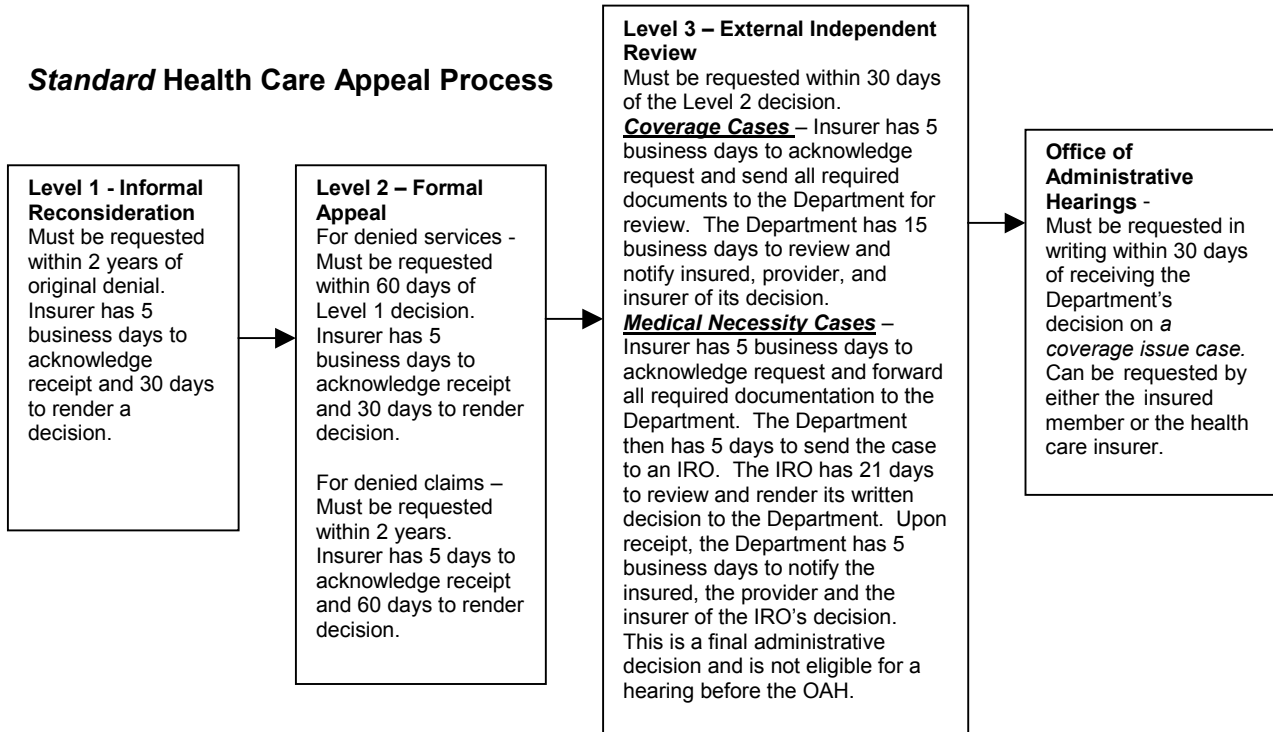 Standard Health Care Appeal Process
Level 1 - Informal
Reconsideration
Must be requested
within 2 years of
original denial.
Insurer has 5
business days to
acknowledge
receipt and 30 days
to render a
decision.
Level 2 – Formal
Appeal
For denied services -
Must be requested
within 60 days of
Level 1 decision.
Insurer has 5
business days to
acknowledge receipt
and 30 days to render
decision.
For denied claims –
Must be requested
within 2 years.
Insurer has 5 days to
acknowledge receipt
and 60 days to render
decision.
Level 3 – External Independent
Review
Must be requested within 30 days
of the Level 2 decision.
Coverage Cases – Insurer has 5
business days to acknowledge
request and send all required
documents to the Department for
review. The Department has 15
business days to review and
notify insured, provider, and
insurer of its decision.
Medical Necessity Cases –
Insurer has 5 business days to
acknowledge request and forward
all required documentation to the
Department. The Department
then has 5 days to send the case
to an IRO. The IRO has 21 days
to review and render its written
decision to the Department. Upon
receipt, the Department has 5
business days to notify the
insured, the provider and the
insurer of the IRO's decision.
This is a final administrative
decision and is not eligible for a
hearing before the OAH.
Office of
Administrative
Hearings -
Must be requested in
writing within 30 days
of receiving the
Department's
decision on a
coverage issue case.
Can be requested by
either the insured
member or the health
care insurer.